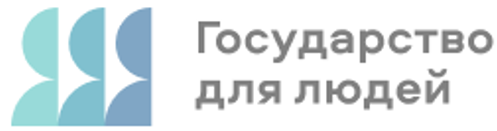 Государство
для людей